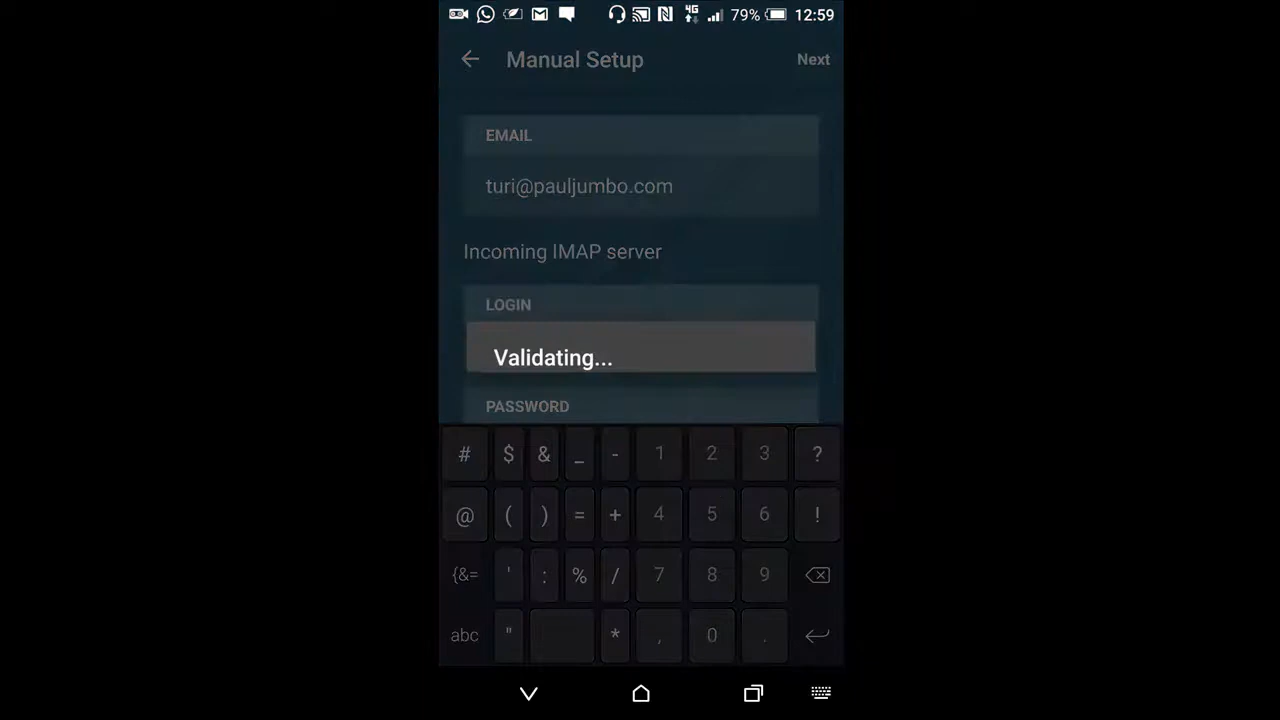 4G 79% 12:59
Manual Setup Next
EMAIL
turi@pauljumbo.com
Incoming IMAP server
LOGIN
Validating...
PASSWORD
# $ & _ - 1 2 3 ?
@ ( ) = + 4 5 6 !
{&= ' : % / 7 8 9
abc " * , 0 .